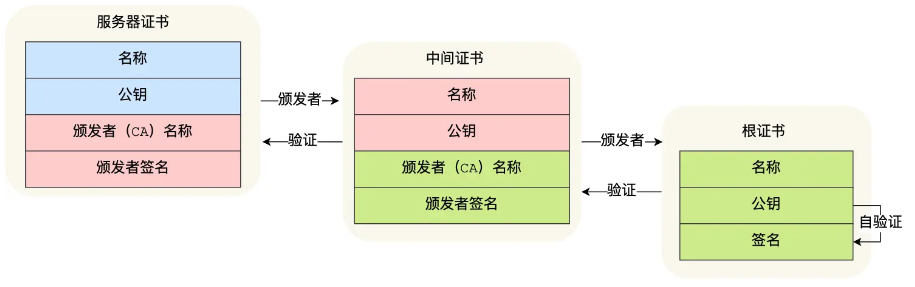 服务器证书
名称
公钥
颁发者（CA）名称
颁发者签名
颁发者
验证
中间证书
名称
公钥
颁发者（CA）名称
颁发者签名
颁发者
验证
根证书
名称
公钥
签名
自验证